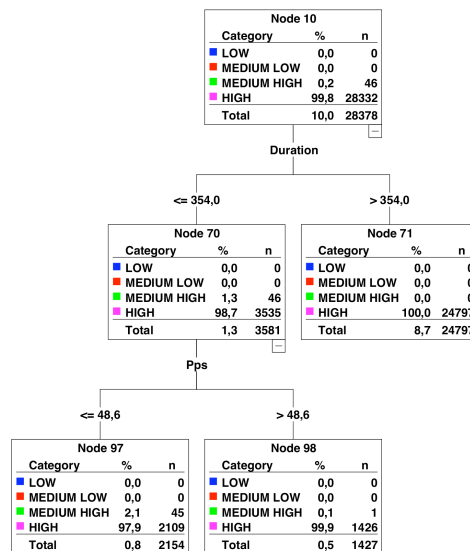 Node 10
Category % n
LOW 0,0 0
MEDIUM LOW 0,0 0
MEDIUM HIGH 0,2 46
HIGH 99,8 28332
Total 10,0 28378
Duration
<= 354,0
> 354,0
Node 70
Category % n
LOW 0,0 0
MEDIUM LOW 0,0 0
MEDIUM HIGH 1,3 46
HIGH 98,7 3535
Total 1,3 3581
Node 71
Category % n
LOW 0,0 0
MEDIUM LOW 0,0 0
MEDIUM HIGH 0,0 0
HIGH 100,0 24797
Total 8,7 24797
Pps
<= 48,6
> 48,6
Node 97
Category % n
LOW 0,0 0
MEDIUM LOW 0,0 0
MEDIUM HIGH 2,1 45
HIGH 97,9 2109
Total 0,8 2154
Node 98
Category % n
LOW 0,0 0
MEDIUM LOW 0,0 0
MEDIUM HIGH 0,1 1
HIGH 99,9 1426
Total 0,5 1427